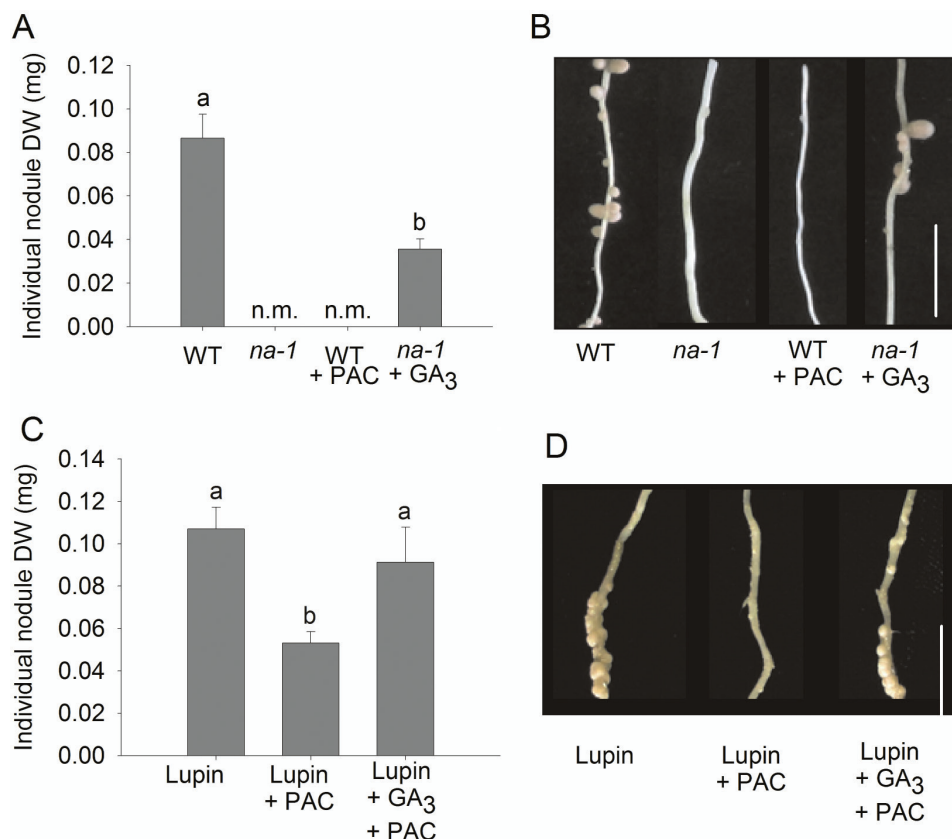 A
Individual nodule DW (mg)
0.12
0.10
0.08
0.06
0.04
0.02
0.00
a
n.m.
n.m.
b
WT
na-1
WT
+ PAC
na-1
+ GA3
B
WT
na-1
WT
+ PAC
na-1
+ GA3
C
Individual nodule DW (mg)
0.14
0.12
0.10
0.08
0.06
0.04
0.02
0.00
a
b
a
Lupin
Lupin
+ PAC
Lupin
+ GA3
+ PAC
D
Lupin
Lupin
+ PAC
Lupin
+ GA3
+ PAC